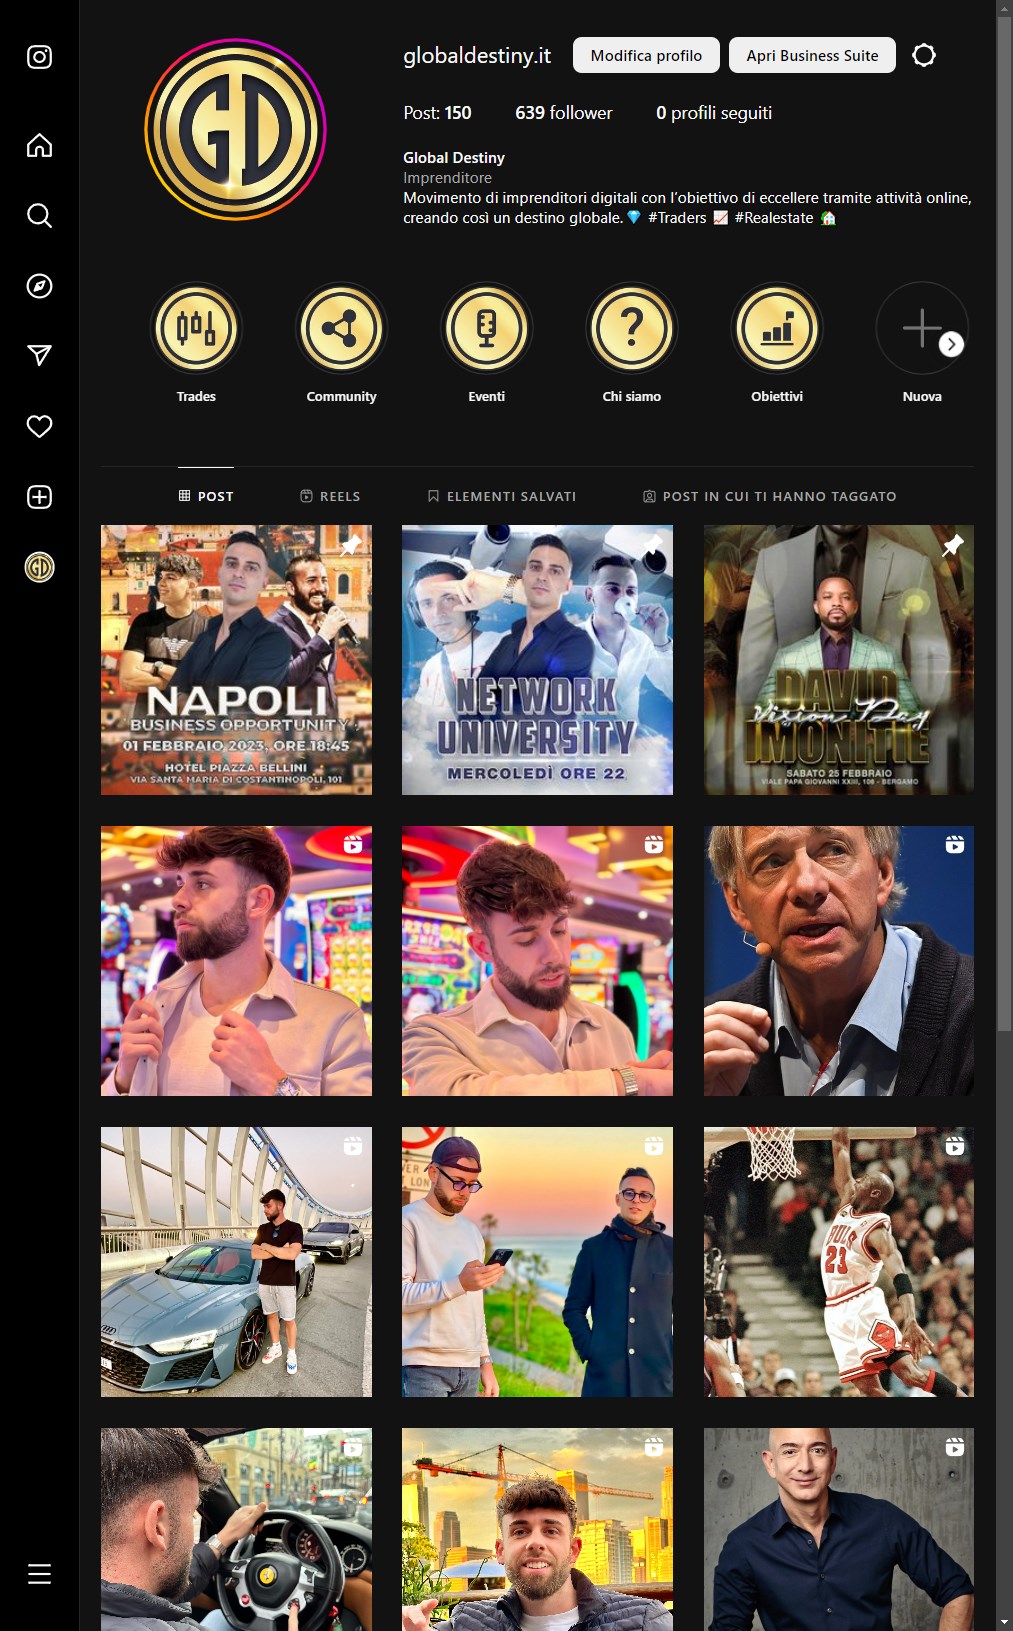 globaldestiny.it
Modifica profilo
Apri Business Suite
Post: 150
639 follower
0 profili seguiti
Global Destiny
Imprenditore
Movimento di imprenditori digitali con l'obiettivo di eccellere tramite attività online,
creando così un destino globale.💎 #Traders 📈 #Realestate 🏠
Trades
Community
Eventi
Chi siamo
Obiettivi
Nuova
POST
REELS
ELEMENTI SALVATI
POST IN CUI TI HANNO TAGGATO
GD
GD
NAPOLI
BUSINESS OPPORTUNITY
01 FEBBRAIO 2023, ORE 18:45
HOTEL PIAZZA BELLINI
VIA SANTA MARIA DI COSTANTINOPOLI, 101
NETWORK
UNIVERSITY
MERCOLEDÌ ORE 22
DAVID
Vision Day
IMONITIE
SABATO 25 FEBBRAIO
VIALE PAPA GIOVANNI XXIII, 106 - BERGAMO
BULLS
23